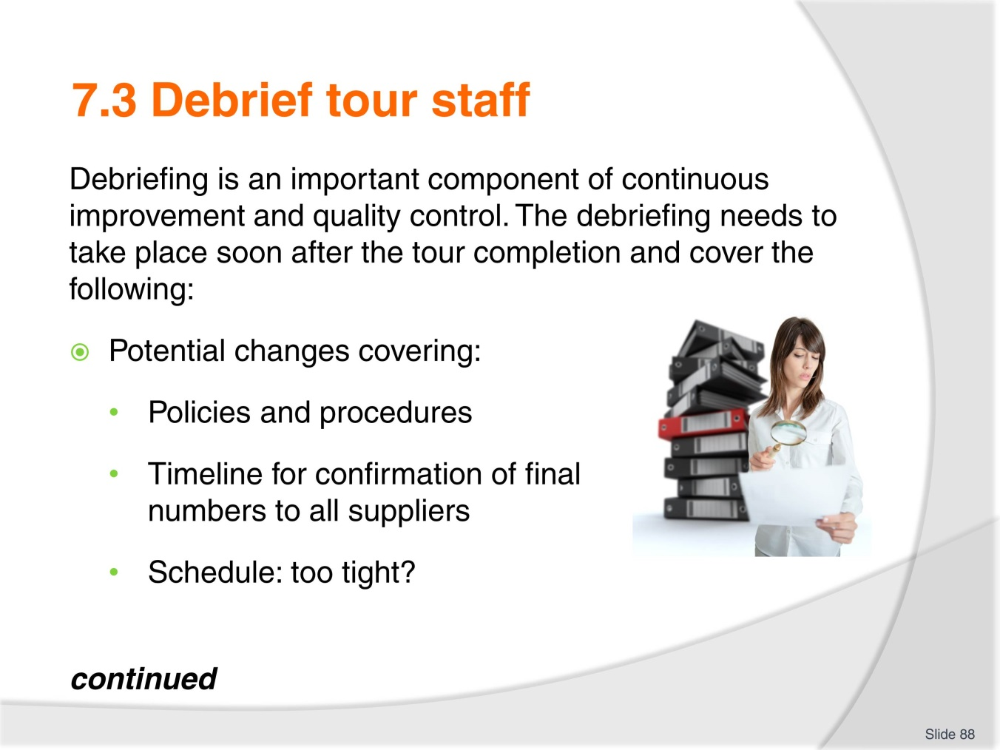 7.3 Debrief tour staff
Debriefing is an important component of continuous
improvement and quality control. The debriefing needs to
take place soon after the tour completion and cover the
following:
Potential changes covering:
• Policies and procedures
• Timeline for confirmation of final
numbers to all suppliers
• Schedule: too tight?
continued
Slide 88